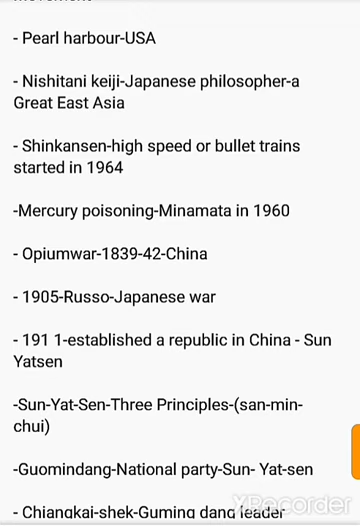 - Pearl harbour-USA
- Nishitani keiji-Japanese philosopher-a
Great East Asia
- Shinkansen-high speed or bullet trains
started in 1964
-Mercury poisoning-Minamata in 1960
- Opiumwar-1839-42-China
- 1905-Russo-Japanese war
- 191 1-established a republic in China - Sun
Yatsen
-Sun-Yat-Sen-Three Principles-(san-min-
chui)
-Guomindang-National party-Sun- Yat-sen
- Chiangkai-shek-Guming dang leader
XRecorder